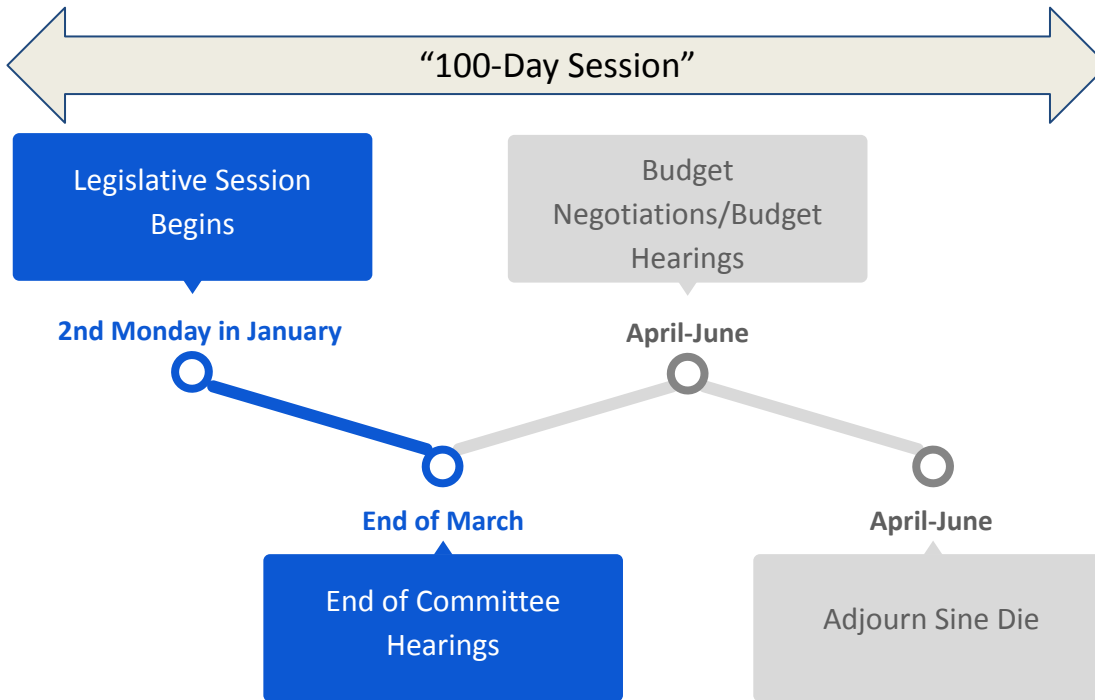 “100-Day Session”
Legislative Session
Begins
2nd Monday in January
End of March
End of Committee
Hearings
Budget
Negotiations/Budget
Hearings
April-June
April-June
Adjourn Sine Die